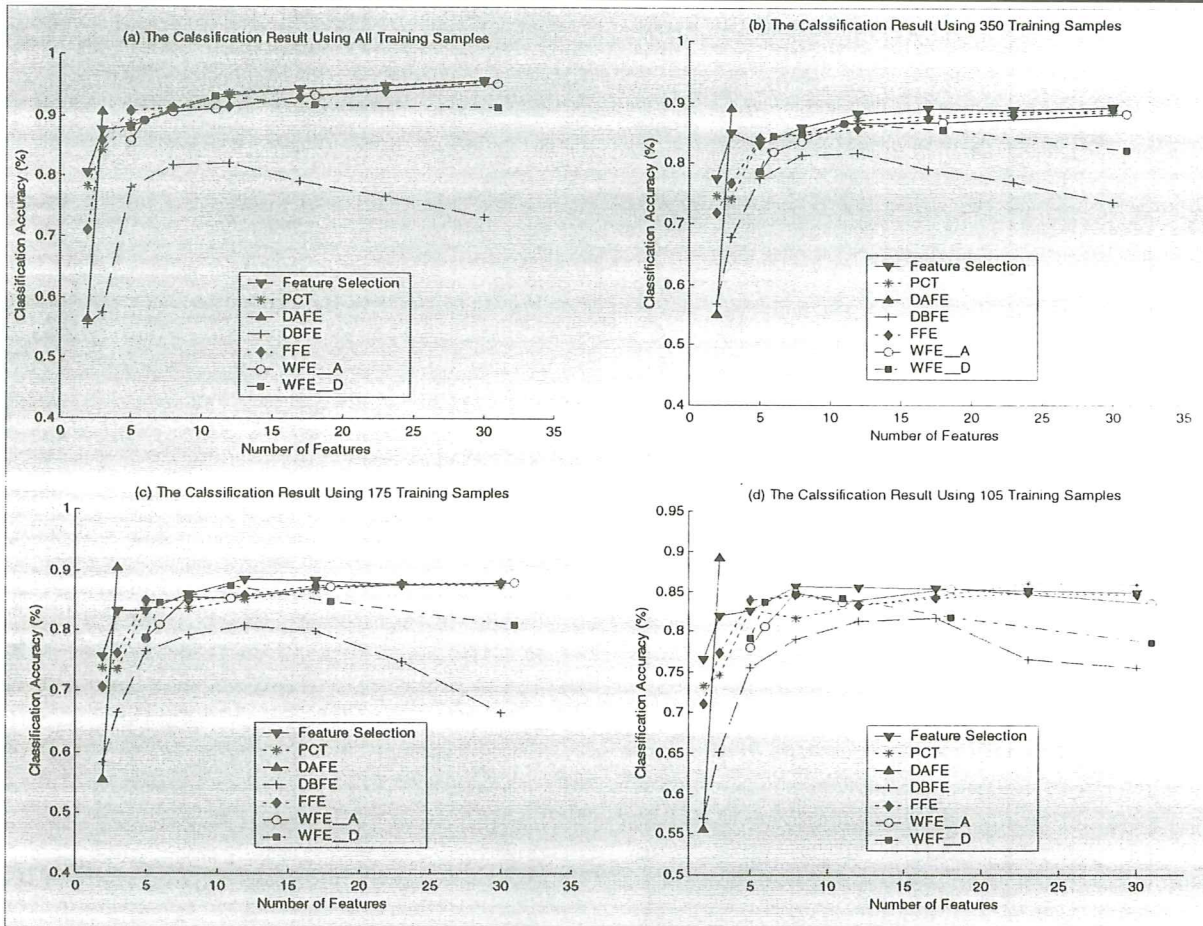 (a) The Calssification Result Using All Training Samples
1
0.9
0.8
0.7
0.6
0.5
0.4
Classification Accuracy (%)
Feature Selection
PCT
DAFE
DBFE
FFE
WFE__A
WFE__D
0 5 10 15 20 25 30 35
Number of Features
(b) The Calssification Result Using 350 Training Samples
1
0.9
0.8
0.7
0.6
0.5
0.4
Classification Accuracy (%)
Feature Selection
PCT
DAFE
DBFE
FFE
WFE__A
WFE__D
0 5 10 15 20 25 30 35
Number of Features
(c) The Calssification Result Using 175 Training Samples
1
0.9
0.8
0.7
0.6
0.5
0.4
Classification Accuracy (%)
Feature Selection
PCT
DAFE
DBFE
FFE
WFE__A
WFE__D
0 5 10 15 20 25 30 35
Number of Features
(d) The Calssification Result Using 105 Training Samples
0.95
0.9
0.85
0.8
0.75
0.7
0.65
0.6
0.55
0.5
Classification Accuracy (%)
Feature Selection
PCT
DAFE
DBFE
FFE
WFE__A
WEF__D
0 5 10 15 20 25 30
Number of Features